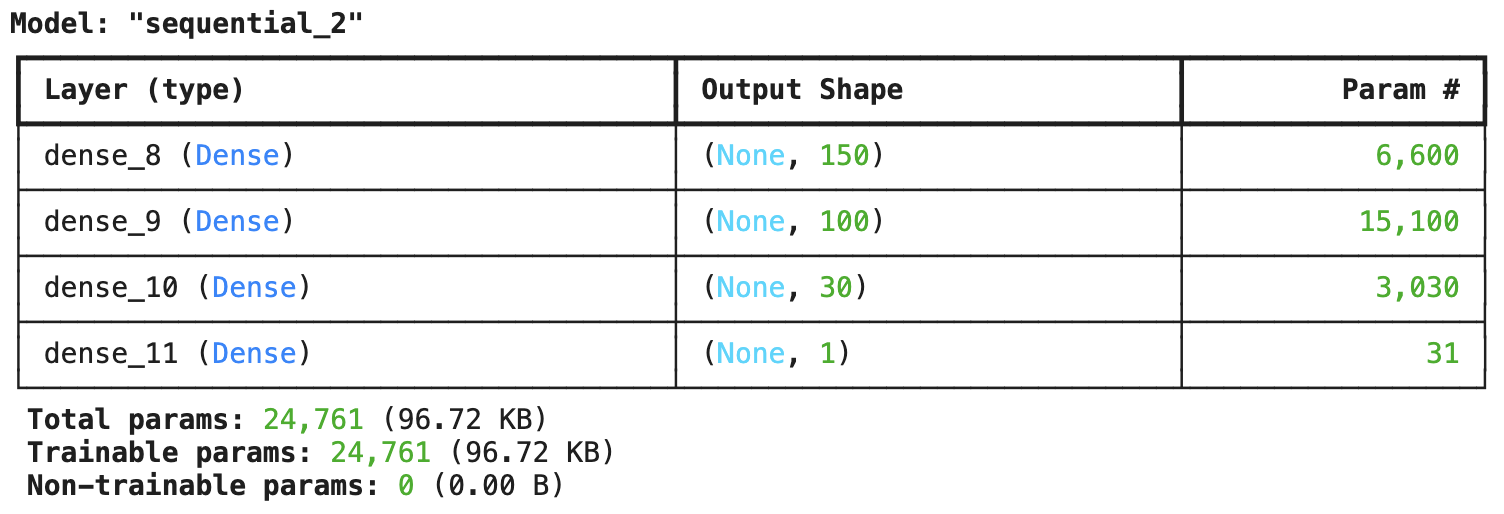 Model: "sequential_2"
Layer (type) Output Shape Param #
dense_8 (Dense) (None, 150) 6,600
dense_9 (Dense) (None, 100) 15,100
dense_10 (Dense) (None, 30) 3,030
dense_11 (Dense) (None, 1) 31
Total params: 24,761 (96.72 KB)
Trainable params: 24,761 (96.72 KB)
Non-trainable params: 0 (0.00 B)